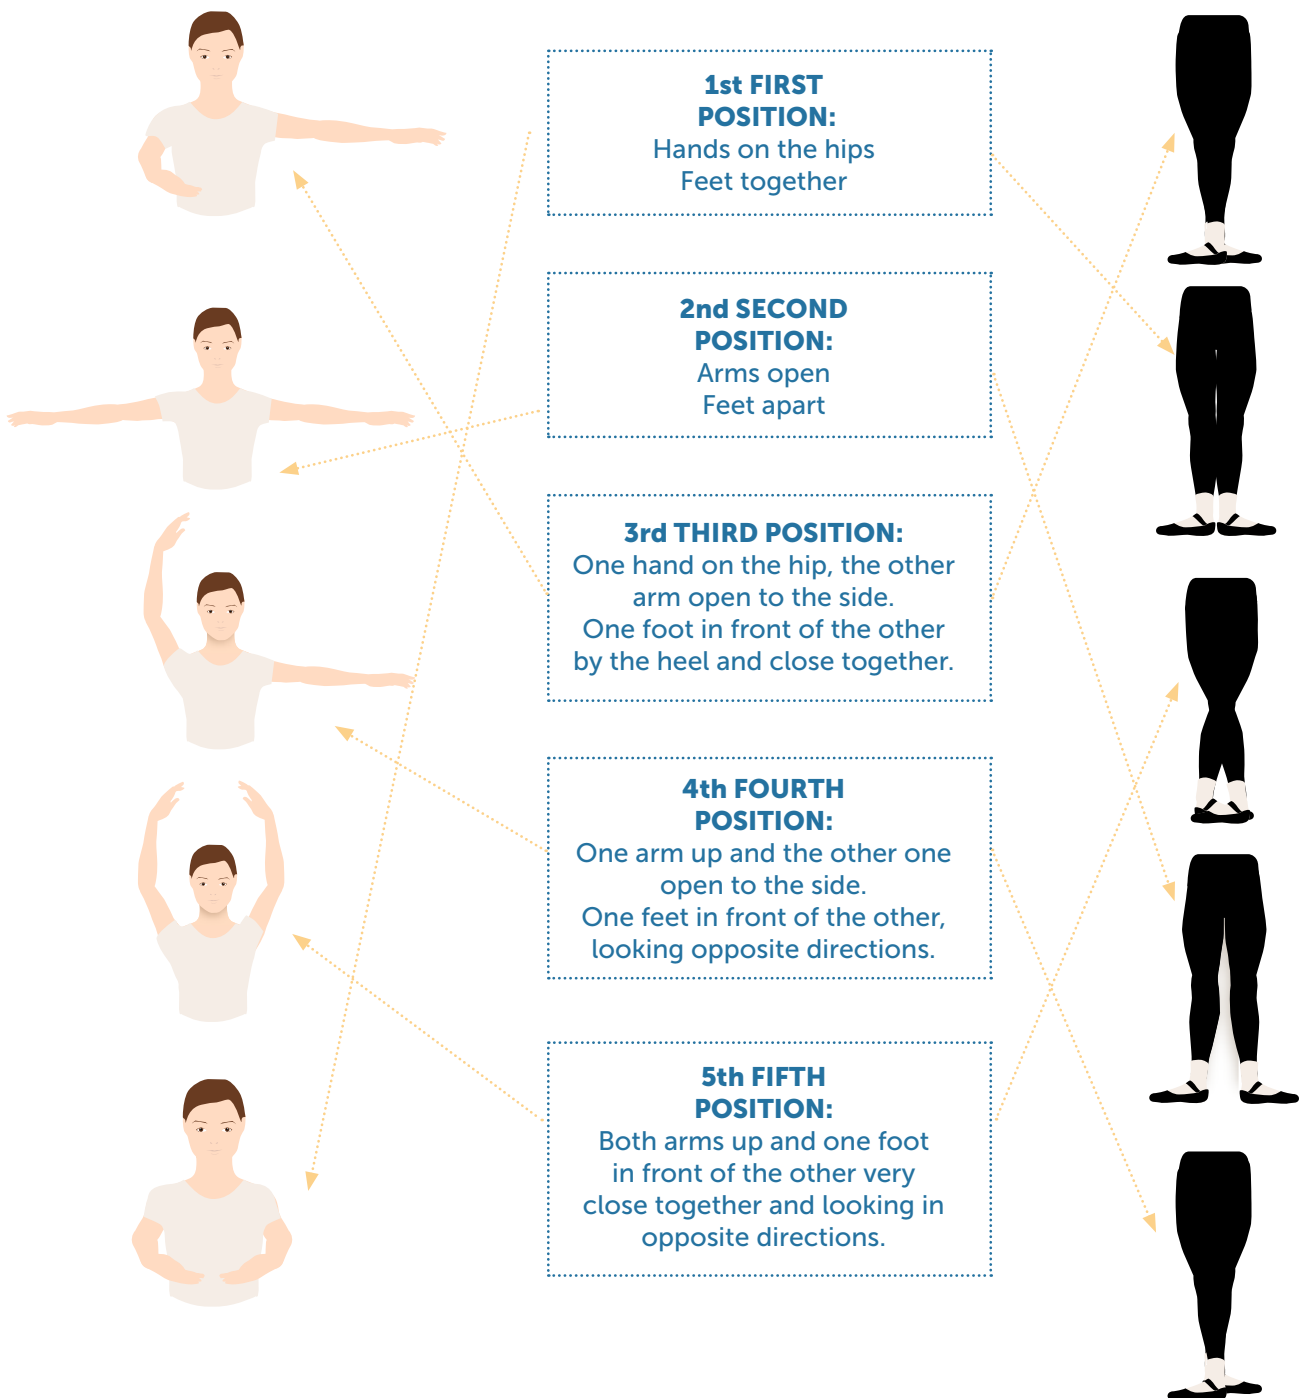 1st FIRST
POSITION:
Hands on the hips
Feet together
2nd SECOND
POSITION:
Arms open
Feet apart
3rd THIRD POSITION:
One hand on the hip, the other
arm open to the side.
One foot in front of the other
by the heel and close together.
4th FOURTH
POSITION:
One arm up and the other one
open to the side.
One feet in front of the other,
looking opposite directions.
5th FIFTH
POSITION:
Both arms up and one foot
in front of the other very
close together and looking in
opposite directions.